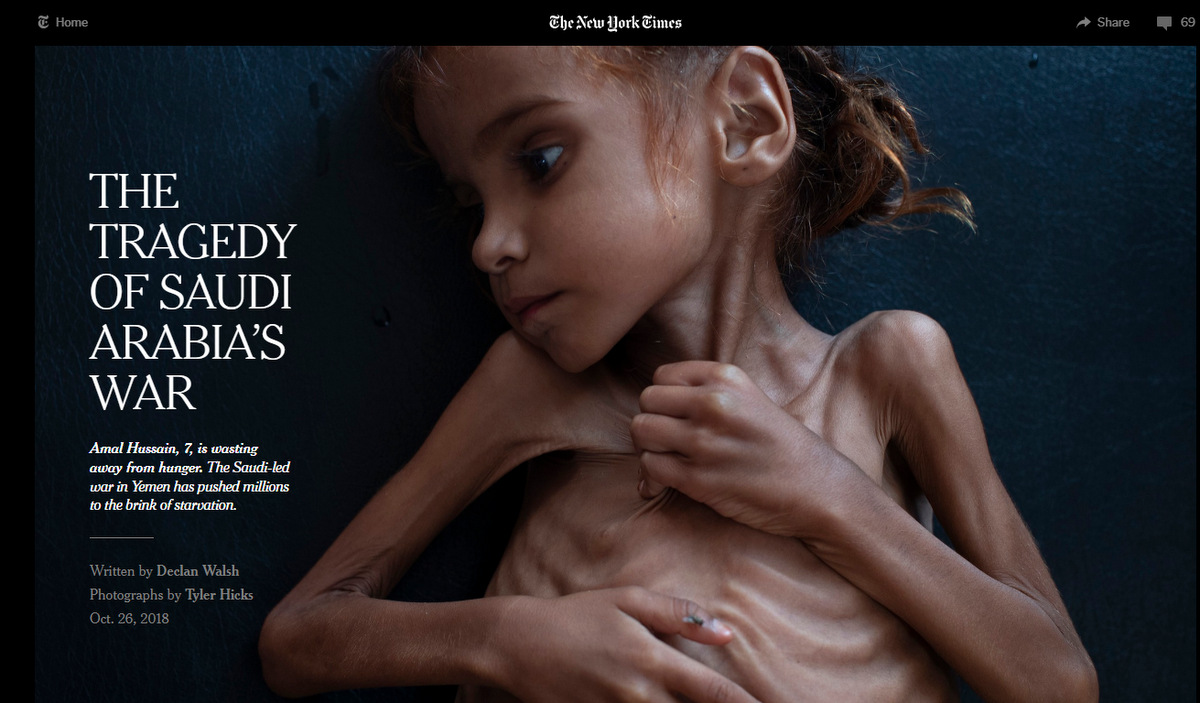 Home
The New York Times
Share
69
THE
TRAGEDY
OF SAUDI
ARABIA'S
WAR
Amal Hussain, 7, is wasting
away from hunger. The Saudi-led
war in Yemen has pushed millions
to the brink of starvation.
Written by Declan Walsh
Photographs by Tyler Hicks
Oct. 26, 2018